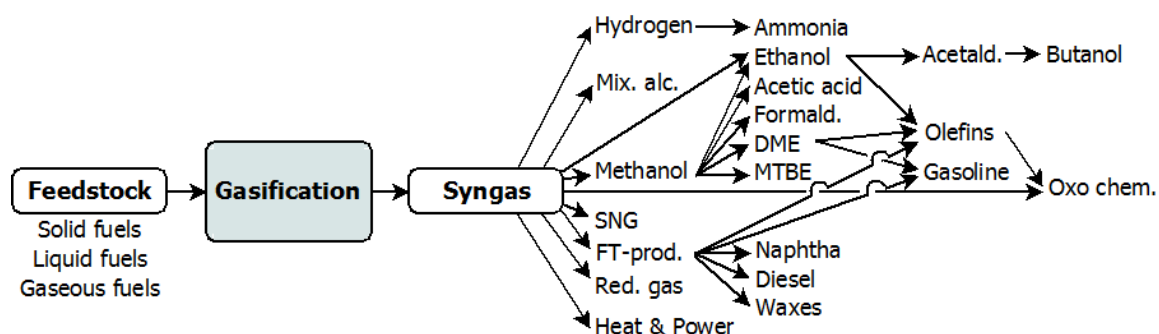 Hydrogen
Ammonia
Ethanol
Acetald.
Butanol
Mix. alc.
Acetic acid
Formald.
Olefins
DME
Methanol
MTBE
Gasoline
Feedstock
Gasification
Syngas
Oxo chem.
Solid fuels
Liquid fuels
Gaseous fuels
SNG
FT-prod.
Naphtha
Diesel
Red. gas
Waxes
Heat & Power